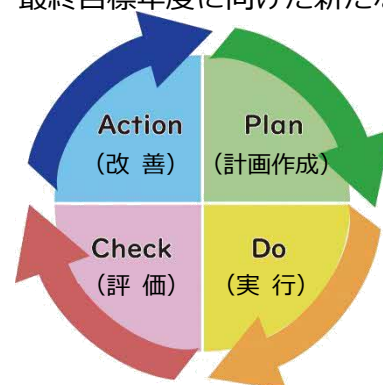 最終目標年度に向けた新た
Action
（改 善）
Plan
（計画作成）
Check
（評 価）
Do
（実 行）